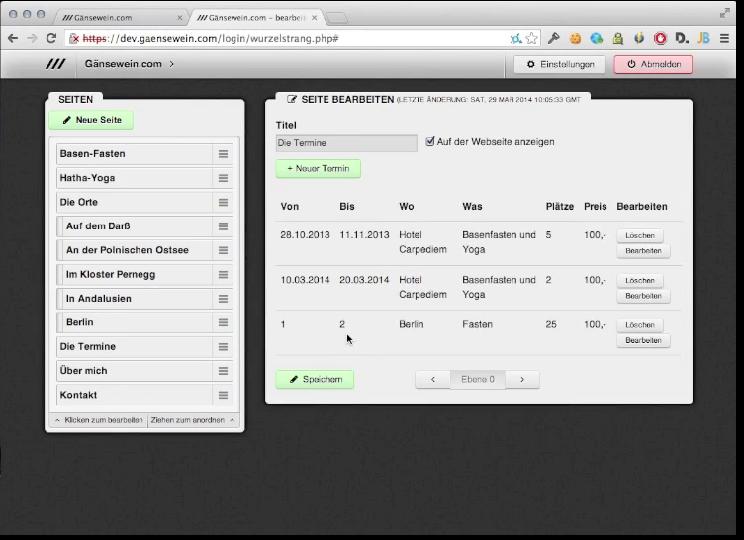 Gänsewein.com
Gänsewein.com – bearbei
https://dev.gaensewein.com/login/wurzelstrang.php#
Gänsewein.com
Einstellungen
Abmelden
SEITEN
Neue Seite
Basen-Fasten
Hatha-Yoga
Die Orte
Auf dem Darß
An der Polnischen Ostsee
Im Kloster Pernegg
In Andalusien
Berlin
Die Termine
Über mich
Kontakt
Klicken zum bearbeiten
Ziehen zum anordnen
SEITE BEARBEITEN (LETZTE ÄNDERUNG: SAT, 29 MAR 2014 10:05:33 GMT
Titel
Die Termine
Auf der Webseite anzeigen
+ Neuer Termin
Von Bis Wo Was Plätze Preis Bearbeiten
28.10.2013 11.11.2013 Hotel Carpediem Basenfasten und Yoga 5 100,- Löschen
Bearbeiten
10.03.2014 20.03.2014 Hotel Carpediem Basenfasten und Yoga 2 100,- Löschen
Bearbeiten
1 2 Berlin Fasten 25 100,- Löschen
Bearbeiten
Speichern
< Ebene 0 >